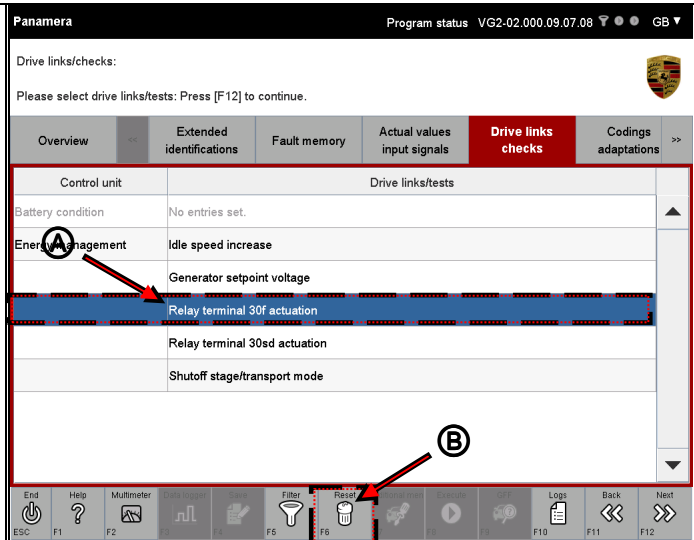 Panamera Program status VG2-02.000.09.07.08 GB ▼
Drive links/checks:
Please select drive links/tests: Press [F12] to continue.
Overview << Extended identifications Fault memory Actual values input signals Drive links checks Codings adaptations >>
Control unit Drive links/tests
Battery condition No entries set.
Energy management Idle speed increase
A
Generator setpoint voltage
Relay terminal 30f actuation
Relay terminal 30sd actuation
Shutoff stage/transport mode
B
End Help Multimeter Data logger Save Filter Reset Execute OFF Logs Back Next
ESC F1 F2 F3 F4 F5 F6 F8 F9 F10 F11 F12